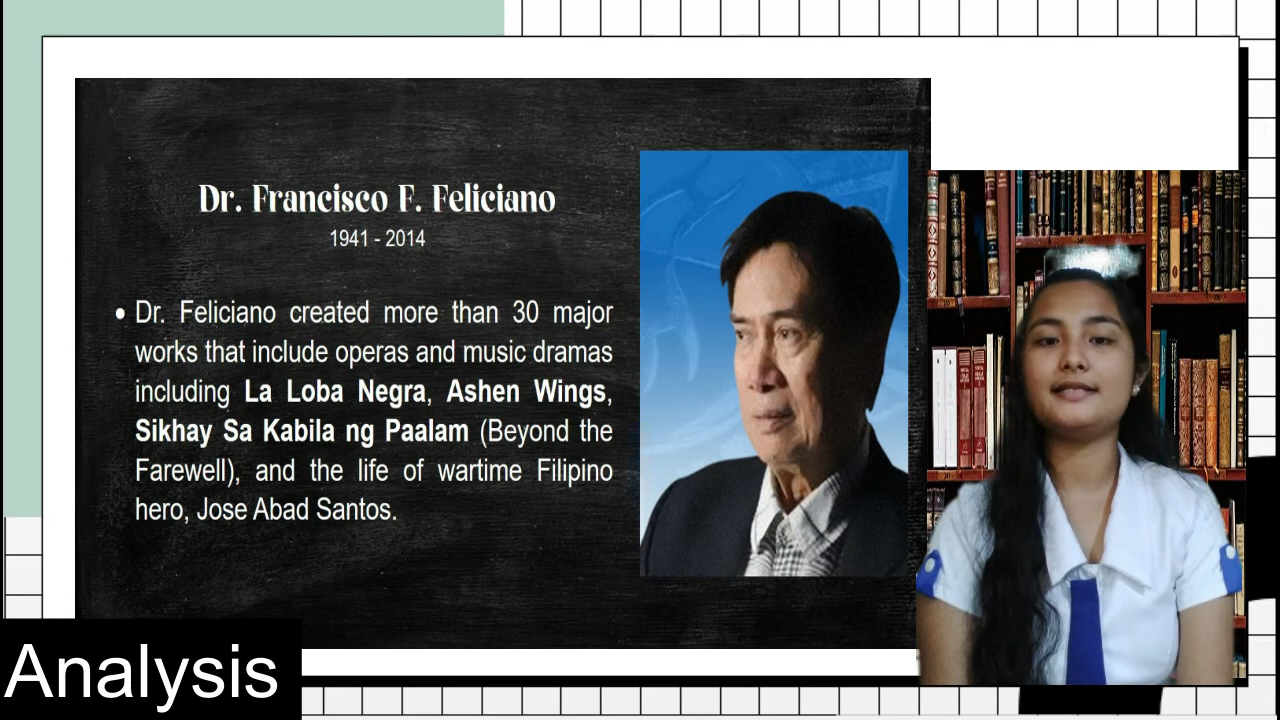 Dr. Francisco F. Feliciano
1941 - 2014
• Dr. Feliciano created more than 30 major
works that include operas and music dramas
including La Loba Negra, Ashen Wings,
Sikhay Sa Kabila ng Paalam (Beyond the
Farewell), and the life of wartime Filipino
hero, Jose Abad Santos.
Analysis